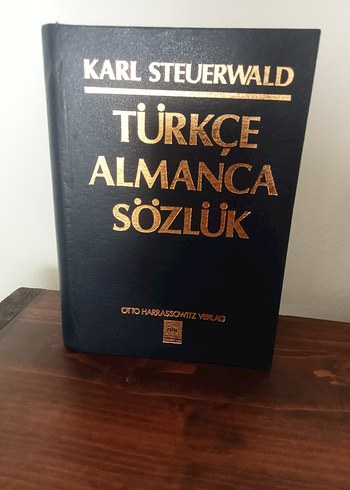 KARL STEUERWALD
TÜRKÇE
ALMANCA
SÖZLÜK
OTTO HARRASSOWITZ VERLAG